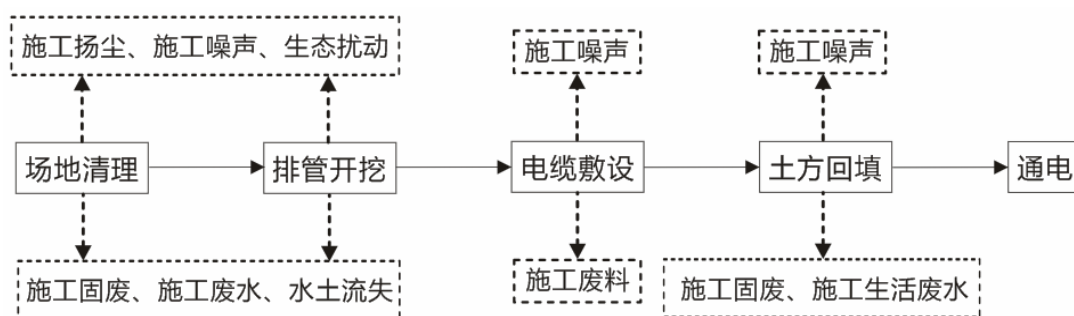 施工扬尘、施工噪声、生态扰动
施工噪声
施工噪声
场地清理
排管开挖
电缆敷设
土方回填
通电
施工固废、施工废水、水土流失
施工废料
施工固废、施工生活废水